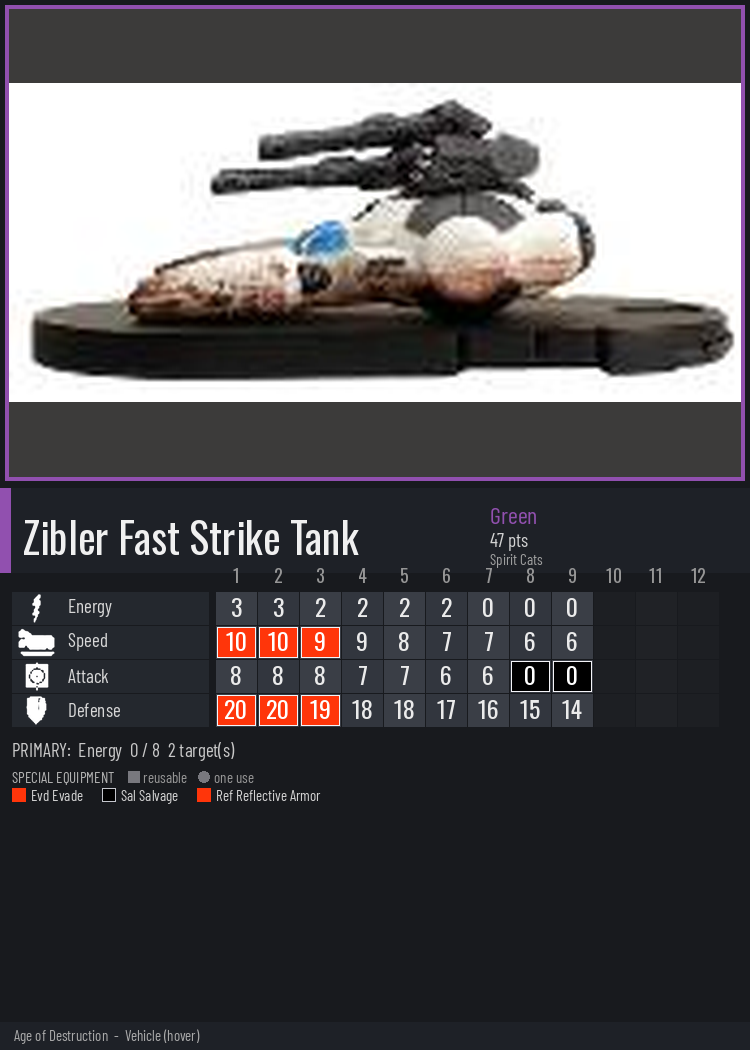 Zibler Fast Strike Tank
Green
47 pts
Spirit Cats
1 2 3 4 5 6 7 8 9 10 11 12
Energy 3 3 2 2 2 2 0 0 0
Speed 10 10 9 9 8 7 7 6 6
Attack 8 8 8 7 7 6 6 0 0
Defense 20 20 19 18 18 17 16 15 14
PRIMARY: Energy 0 / 8 2 target(s)
SPECIAL EQUIPMENT reusable one use
Evd Evade Sal Salvage Ref Reflective Armor
Age of Destruction - Vehicle (hover)